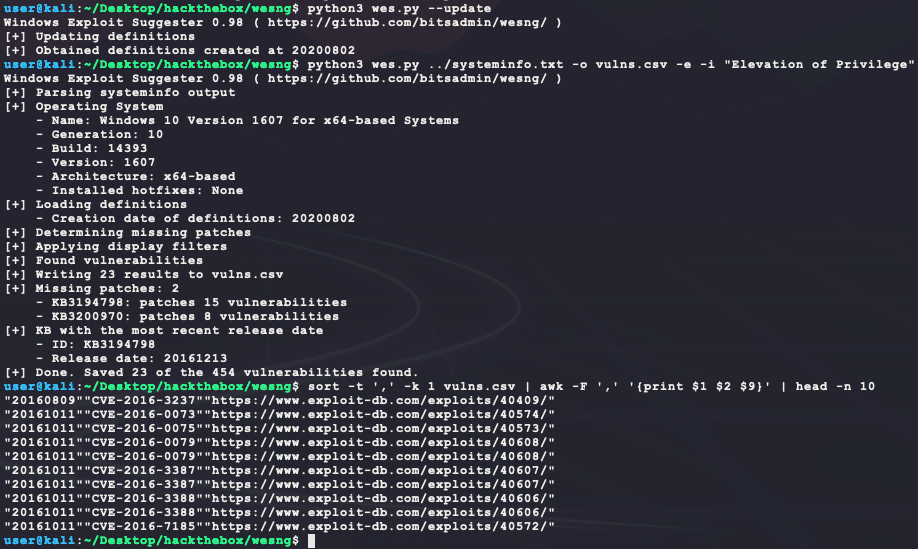 user@kali:~/Desktop/hackthebox/wesng$ python3 wes.py --update
Windows Exploit Suggester 0.98 ( https://github.com/bitsadmin/wesng/ )
[+] Updating definitions
[+] Obtained definitions created at 20200802
user@kali:~/Desktop/hackthebox/wesng$ python3 wes.py ../systeminfo.txt -o vulns.csv -e -i "Elevation of Privilege"
Windows Exploit Suggester 0.98 ( https://github.com/bitsadmin/wesng/ )
[+] Parsing systeminfo output
[+] Operating System
    - Name: Windows 10 Version 1607 for x64-based Systems
    - Generation: 10
    - Build: 14393
    - Version: 1607
    - Architecture: x64-based
    - Installed hotfixes: None
[+] Loading definitions
    - Creation date of definitions: 20200802
[+] Determining missing patches
[+] Applying display filters
[+] Found vulnerabilities
[+] Writing 23 results to vulns.csv
[+] Missing patches: 2
    - KB3194798: patches 15 vulnerabilities
    - KB3200970: patches 8 vulnerabilities
[+] KB with the most recent release date
    - ID: KB3194798
    - Release date: 20161213
[+] Done. Saved 23 of the 454 vulnerabilities found.
user@kali:~/Desktop/hackthebox/wesng$ sort -t ',' -k 1 vulns.csv | awk -F ',' '{print $1 $2 $9}' | head -n 10
"20160809""CVE-2016-3237""https://www.exploit-db.com/exploits/40409/"
"20161011""CVE-2016-0073""https://www.exploit-db.com/exploits/40574/"
"20161011""CVE-2016-0075""https://www.exploit-db.com/exploits/40573/"
"20161011""CVE-2016-0079""https://www.exploit-db.com/exploits/40608/"
"20161011""CVE-2016-0079""https://www.exploit-db.com/exploits/40608/"
"20161011""CVE-2016-3387""https://www.exploit-db.com/exploits/40607/"
"20161011""CVE-2016-3387""https://www.exploit-db.com/exploits/40607/"
"20161011""CVE-2016-3388""https://www.exploit-db.com/exploits/40606/"
"20161011""CVE-2016-3388""https://www.exploit-db.com/exploits/40606/"
"20161011""CVE-2016-7185""https://www.exploit-db.com/exploits/40572/"
user@kali:~/Desktop/hackthebox/wesng$